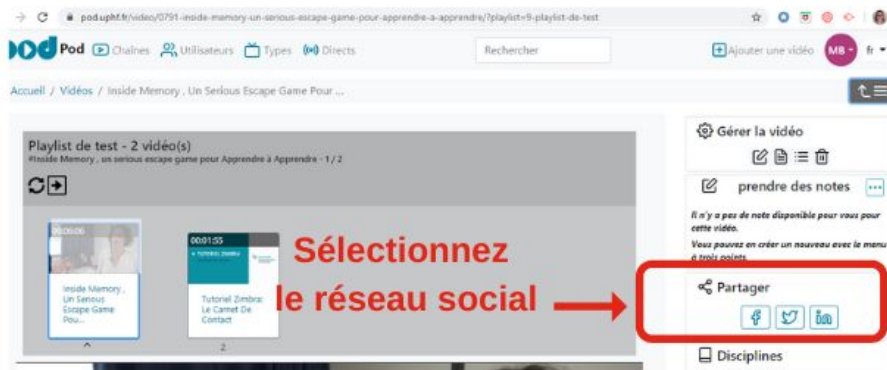 pod.uphf.fr/video/0791-inside-memory-un-serious-escape-game-pour-apprendre-a-apprendre/?playlist=9-playlist-de-test
pod Pod Chaînes Utilisateurs Types Directs Rechercher Ajouter une vidéo MB fr
Accueil / Vidéos / Inside Memory , Un Serious Escape Game Pour ...
Playlist de test - 2 vidéo(s)
#Inside Memory , un serious escape game pour Apprendre à Apprendre - 1 / 2
00:06:06
Inside Memory ,
Un Serious
Escape Game
Pou...
00:01:55
TUTORIEL ZIMBRA
Tutoriel Zimbra:
Le Carnet De
Contact
2
Sélectionnez
le réseau social
Gérer la vidéo
prendre des notes
Il n'y a pas de note disponible pour vous pour
cette vidéo.
Vous pouvez en créer un nouveau avec le menu
à trois points.
Partager
f in
Disciplines